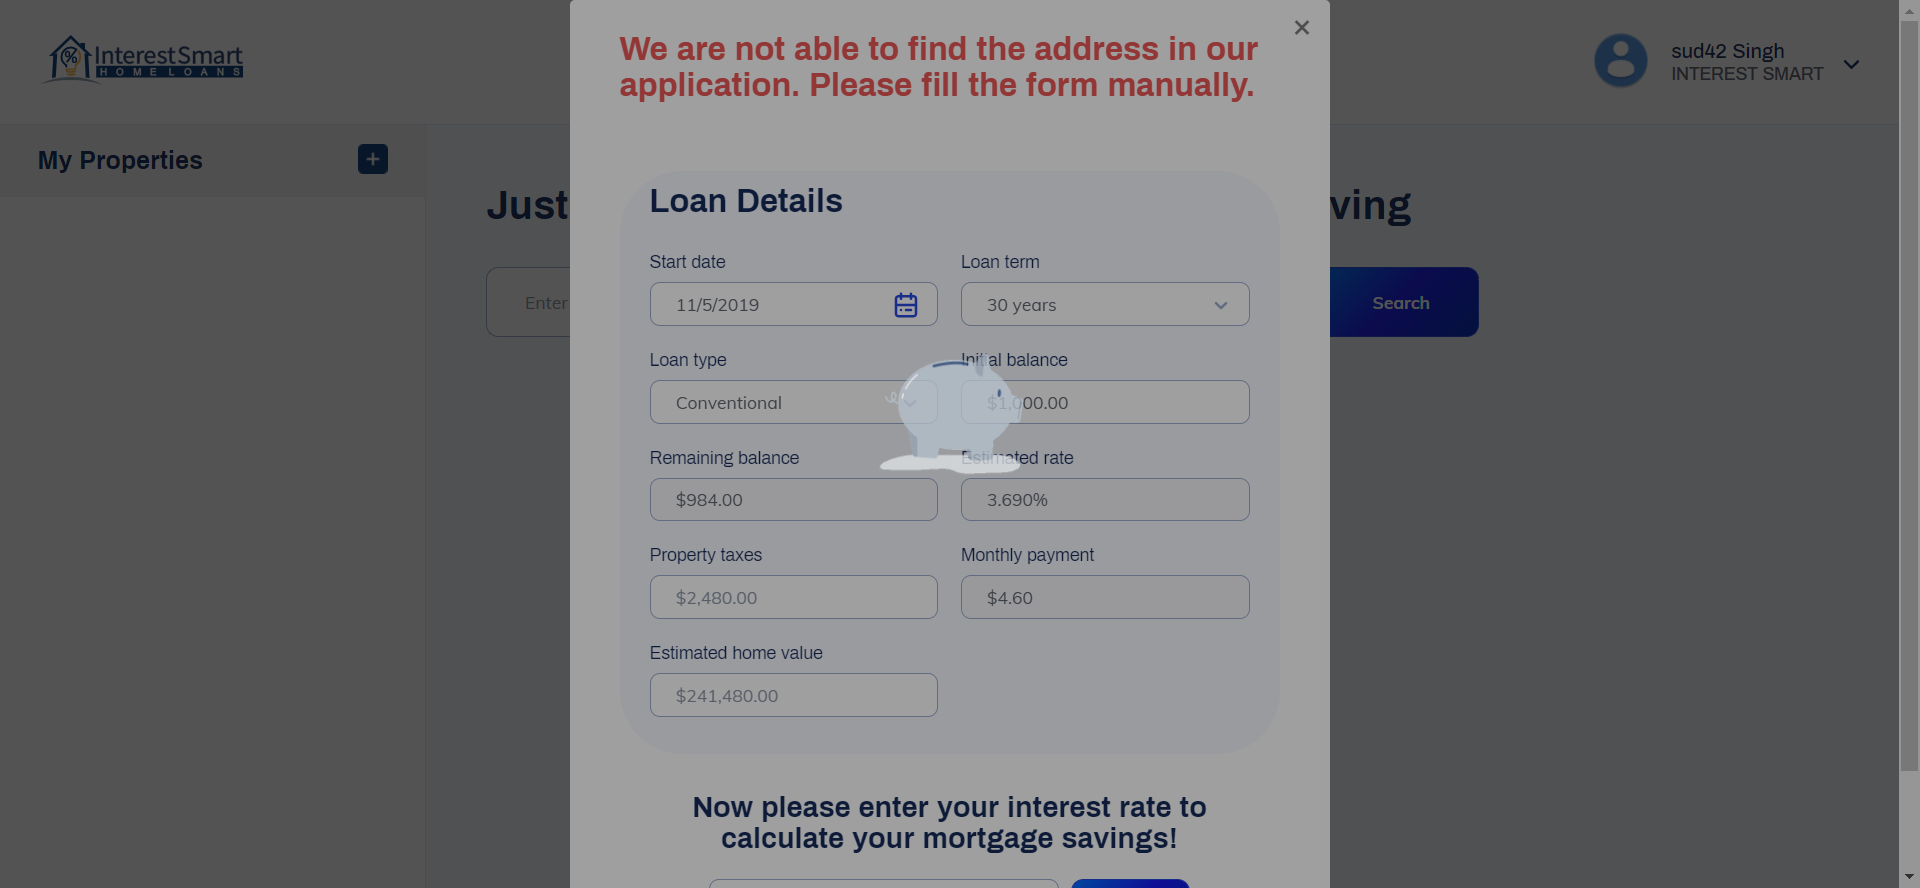 InterestSmart
HOME LOANS
sud42 Singh
INTEREST SMART
We are not able to find the address in our
application. Please fill the form manually.
My Properties
Just
ving
Enter
Search
Loan Details
Start date
Loan term
11/5/2019
30 years
Loan type
Initial balance
Conventional
$1,000.00
Remaining balance
Estimated rate
$984.00
3.690%
Property taxes
Monthly payment
$2,480.00
$4.60
Estimated home value
$241,480.00
Now please enter your interest rate to
calculate your mortgage savings!